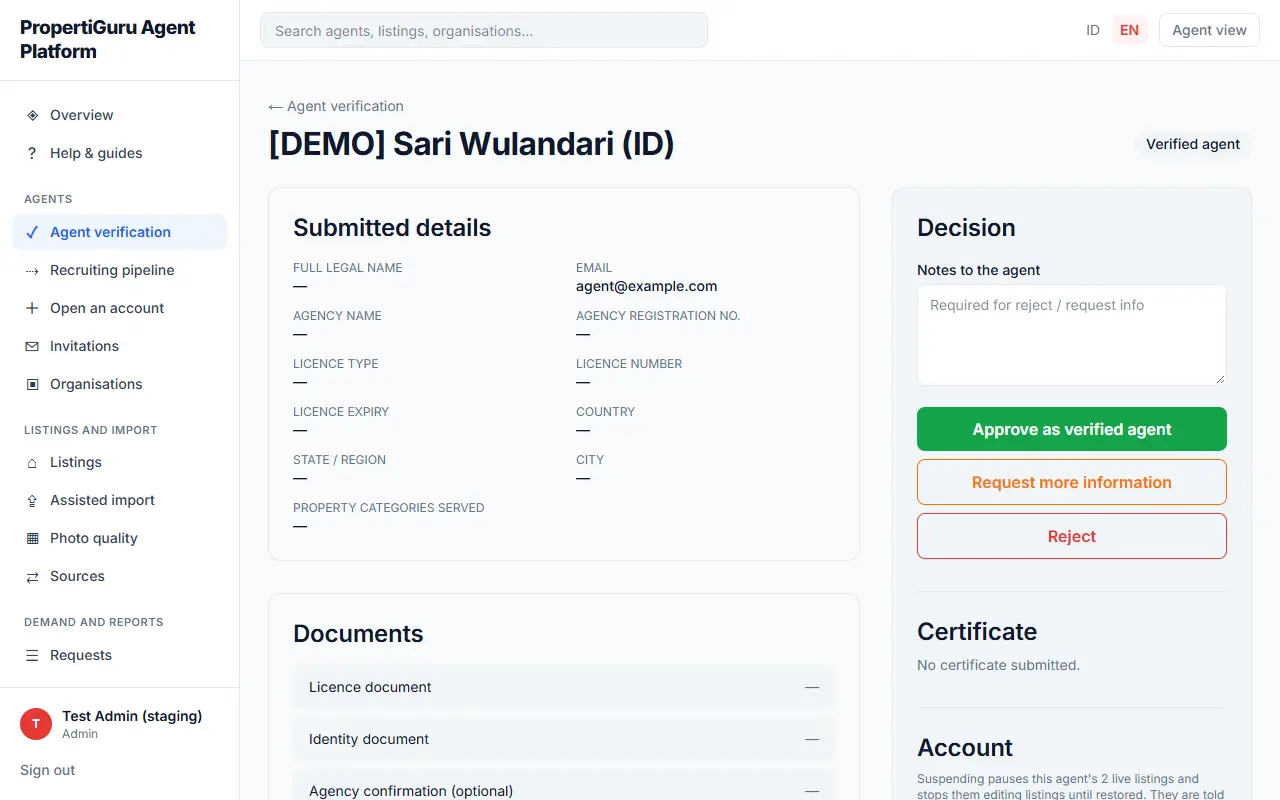 PropertiGuru Agent
Platform
Search agents, listings, organisations...
ID
EN
Agent view
Overview
? Help & guides
AGENTS
Agent verification
Recruiting pipeline
Open an account
Invitations
Organisations
LISTINGS AND IMPORT
Listings
Assisted import
Photo quality
Sources
DEMAND AND REPORTS
Requests
T
Test Admin (staging)
Admin
Sign out
← Agent verification
[DEMO] Sari Wulandari (ID)
Verified agent
Submitted details
FULL LEGAL NAME
—
EMAIL
agent@example.com
AGENCY NAME
—
AGENCY REGISTRATION NO.
—
LICENCE TYPE
—
LICENCE NUMBER
—
LICENCE EXPIRY
—
COUNTRY
—
STATE / REGION
—
CITY
—
PROPERTY CATEGORIES SERVED
—
Documents
Licence document —
Identity document —
Agency confirmation (optional) —
Decision
Notes to the agent
Required for reject / request info
Approve as verified agent
Request more information
Reject
Certificate
No certificate submitted.
Account
Suspending pauses this agent's 2 live listings and
stops them editing listings until restored. They are told